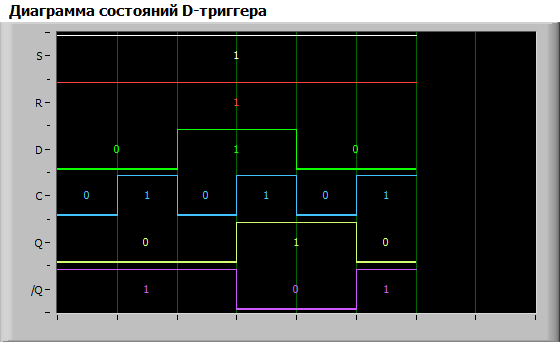 Диаграмма состояний D-триггера
S 1
R 1
D 0 1 0
C 0 1 0 1 0 1
Q 0 1 0
/Q 1 0 1